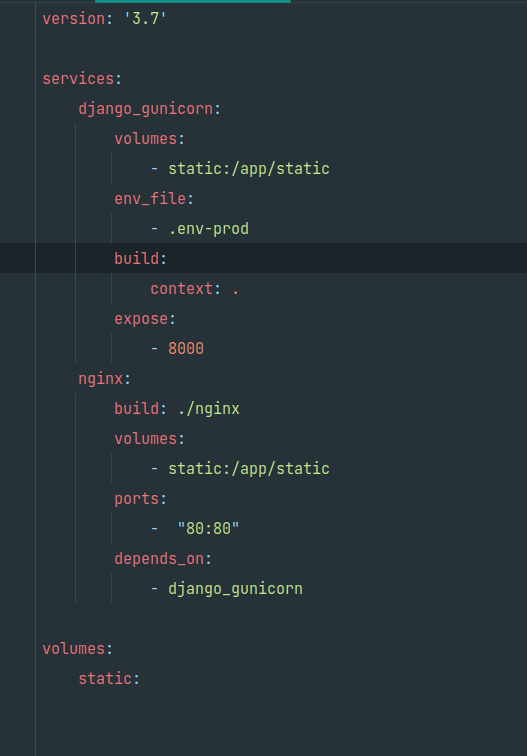 version: '3.7'
services:
django_gunicorn:
volumes:
- static:/app/static
env_file:
- .env-prod
build:
context: .
expose:
- 8000
nginx:
build: ./nginx
volumes:
- static:/app/static
ports:
-  "80:80"
depends_on:
- django_gunicorn
volumes:
static: